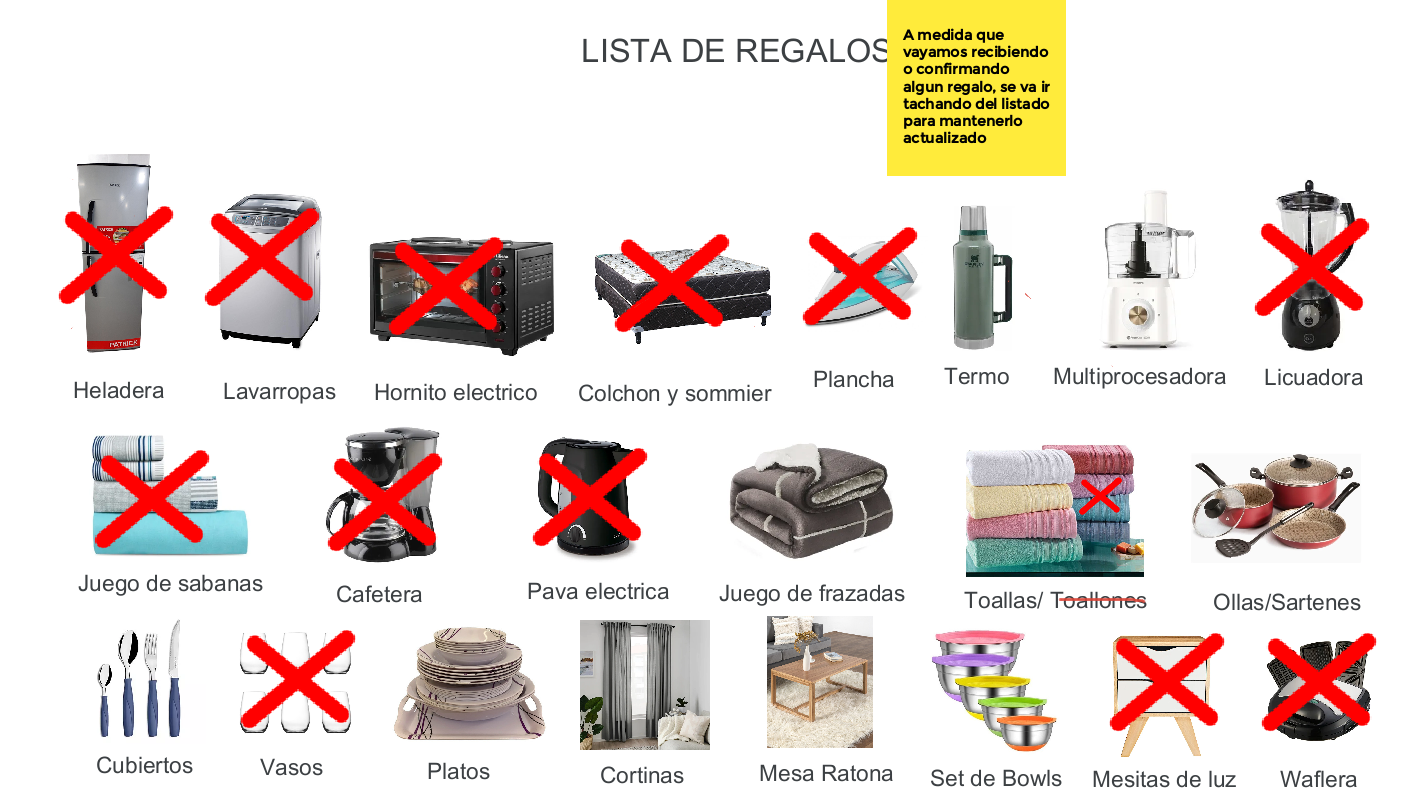 LISTA DE REGALOS
A medida que
vayamos recibiendo
o confirmando
algun regalo, se va ir
tachando del listado
para mantenerlo
actualizado
PATRICK
Heladera
Lavarropas
Hornito electrico
Colchon y sommier
Plancha
Termo
Multiprocesadora
Licuadora
Juego de sabanas
Cafetera
Pava electrica
Juego de frazadas
Toallas/ Toallones
Ollas/Sartenes
Cubiertos
Vasos
Platos
Cortinas
Mesa Ratona
Set de Bowls
Mesitas de luz
Waflera